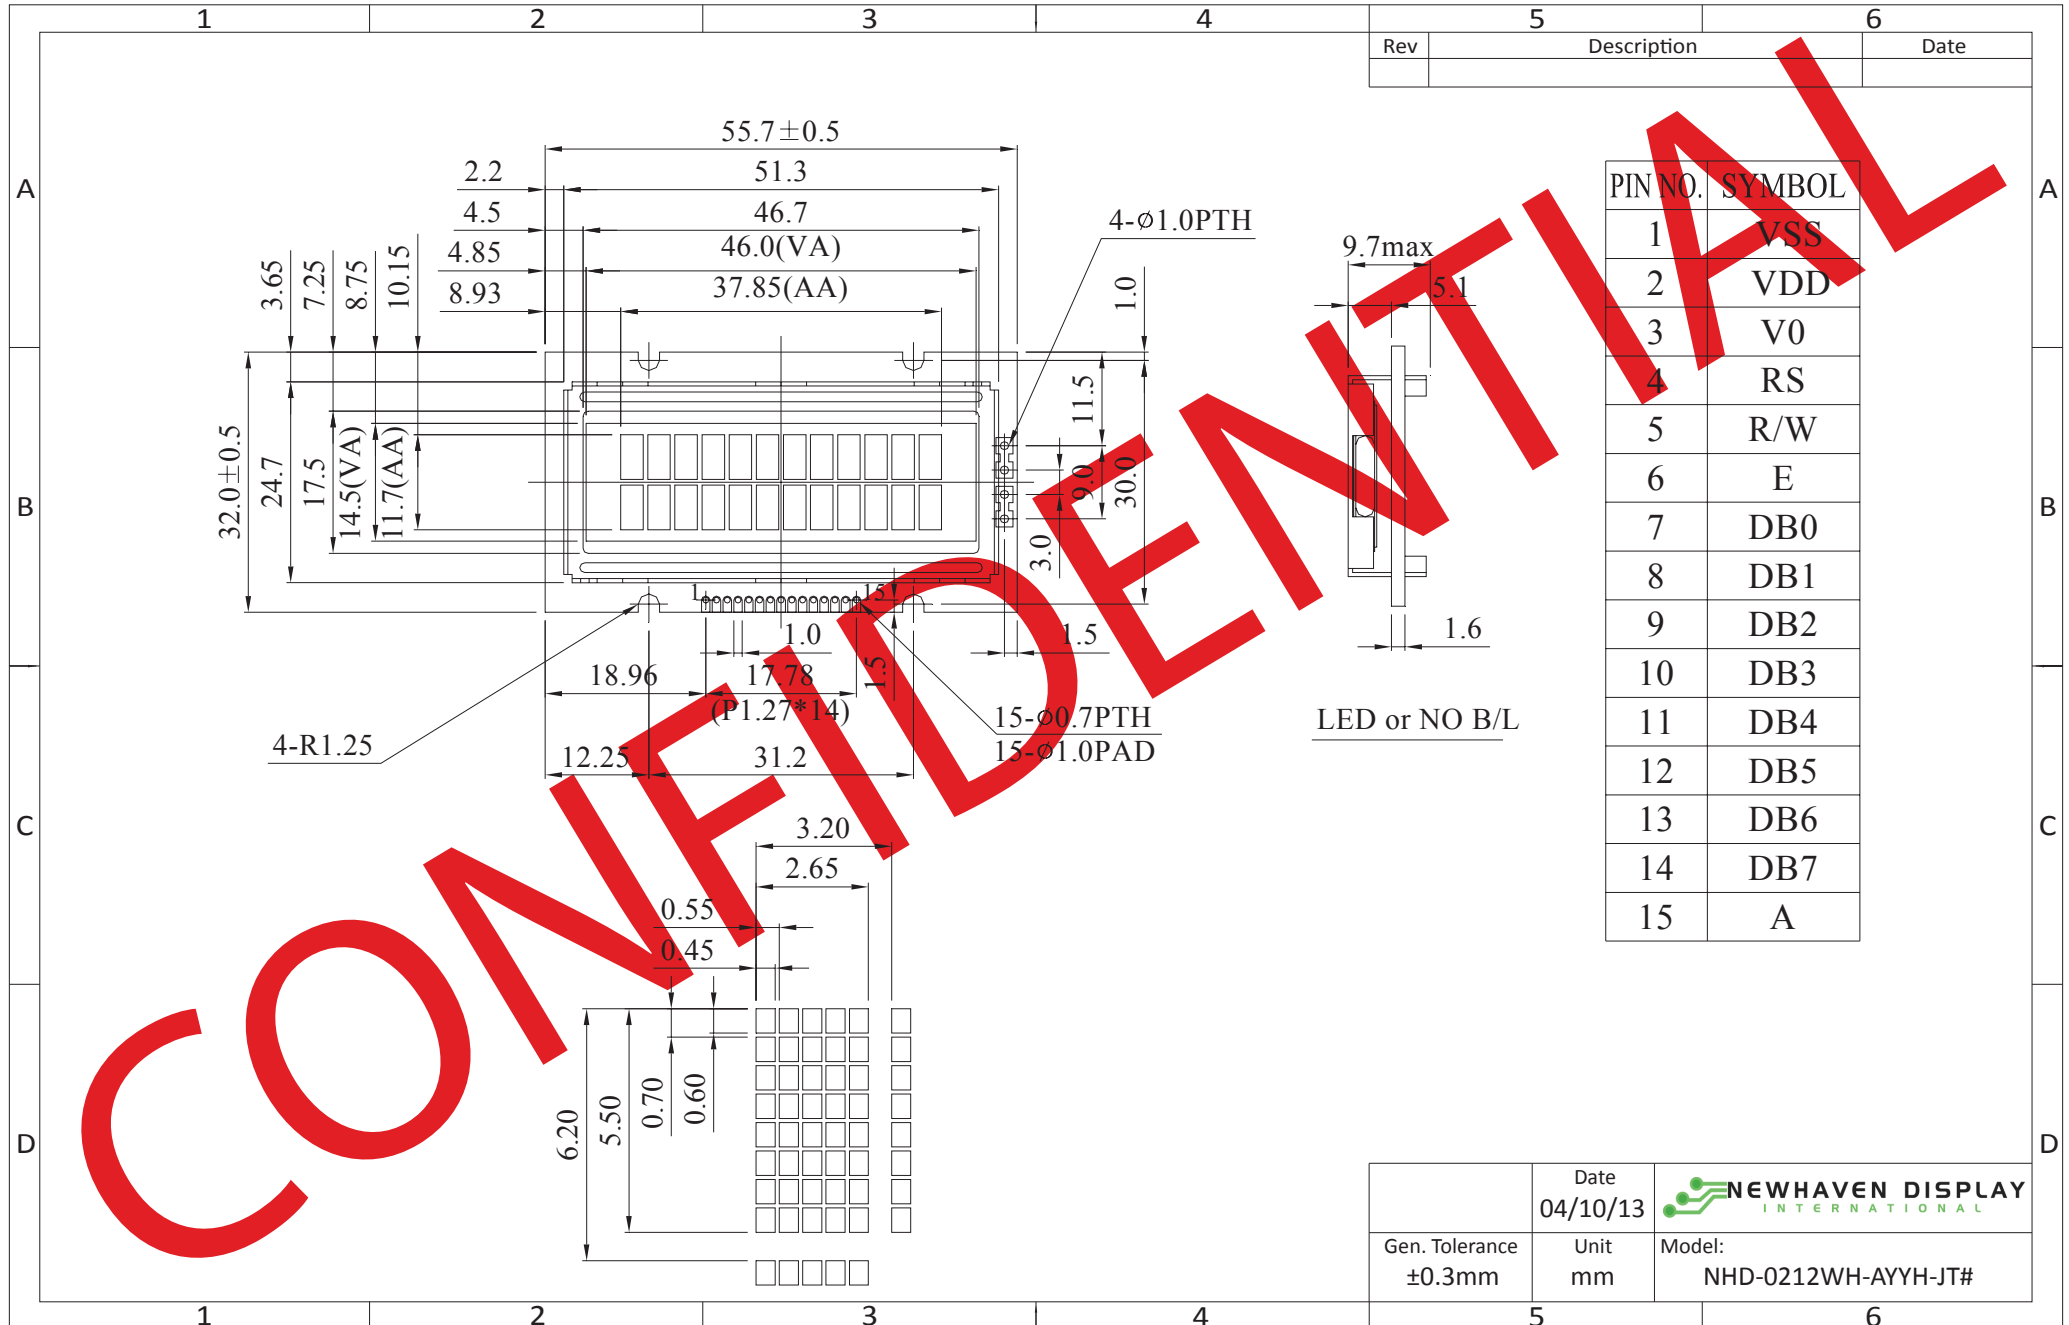 1 2 3 4 5 6
Rev Description Date
A A
B B
C C
D D
55.7±0.5
2.2 51.3
4.5 46.7
4.85 46.0(VA)
8.93 37.85(AA)
3.65
7.25
8.75
10.15
4-ø1.0PTH
1.0
32.0±0.5
24.7
17.5
14.5(VA)
11.7(AA)
11.5
9.0
30.0
3.0
1 15
1.0
1.5
1.5
18.96 17.78
(P1.27*14)
15-ø0.7PTH
15-ø1.0PAD
4-R1.25
12.25 31.2
9.7max
5.1
1.6
LED or NO B/L
PIN NO. SYMBOL
1 VSS
2 VDD
3 V0
4 RS
5 R/W
6 E
7 DB0
8 DB1
9 DB2
10 DB3
11 DB4
12 DB5
13 DB6
14 DB7
15 A
3.20
2.65
0.55
0.45
6.20
5.50
0.70
0.60
CONFIDENTIAL
Date
04/10/13
NEWHAVEN DISPLAY
INTERNATIONAL
Gen. Tolerance
±0.3mm
Unit
mm
Model:
NHD-0212WH-AYYH-JT#
1 2 3 4 5 6